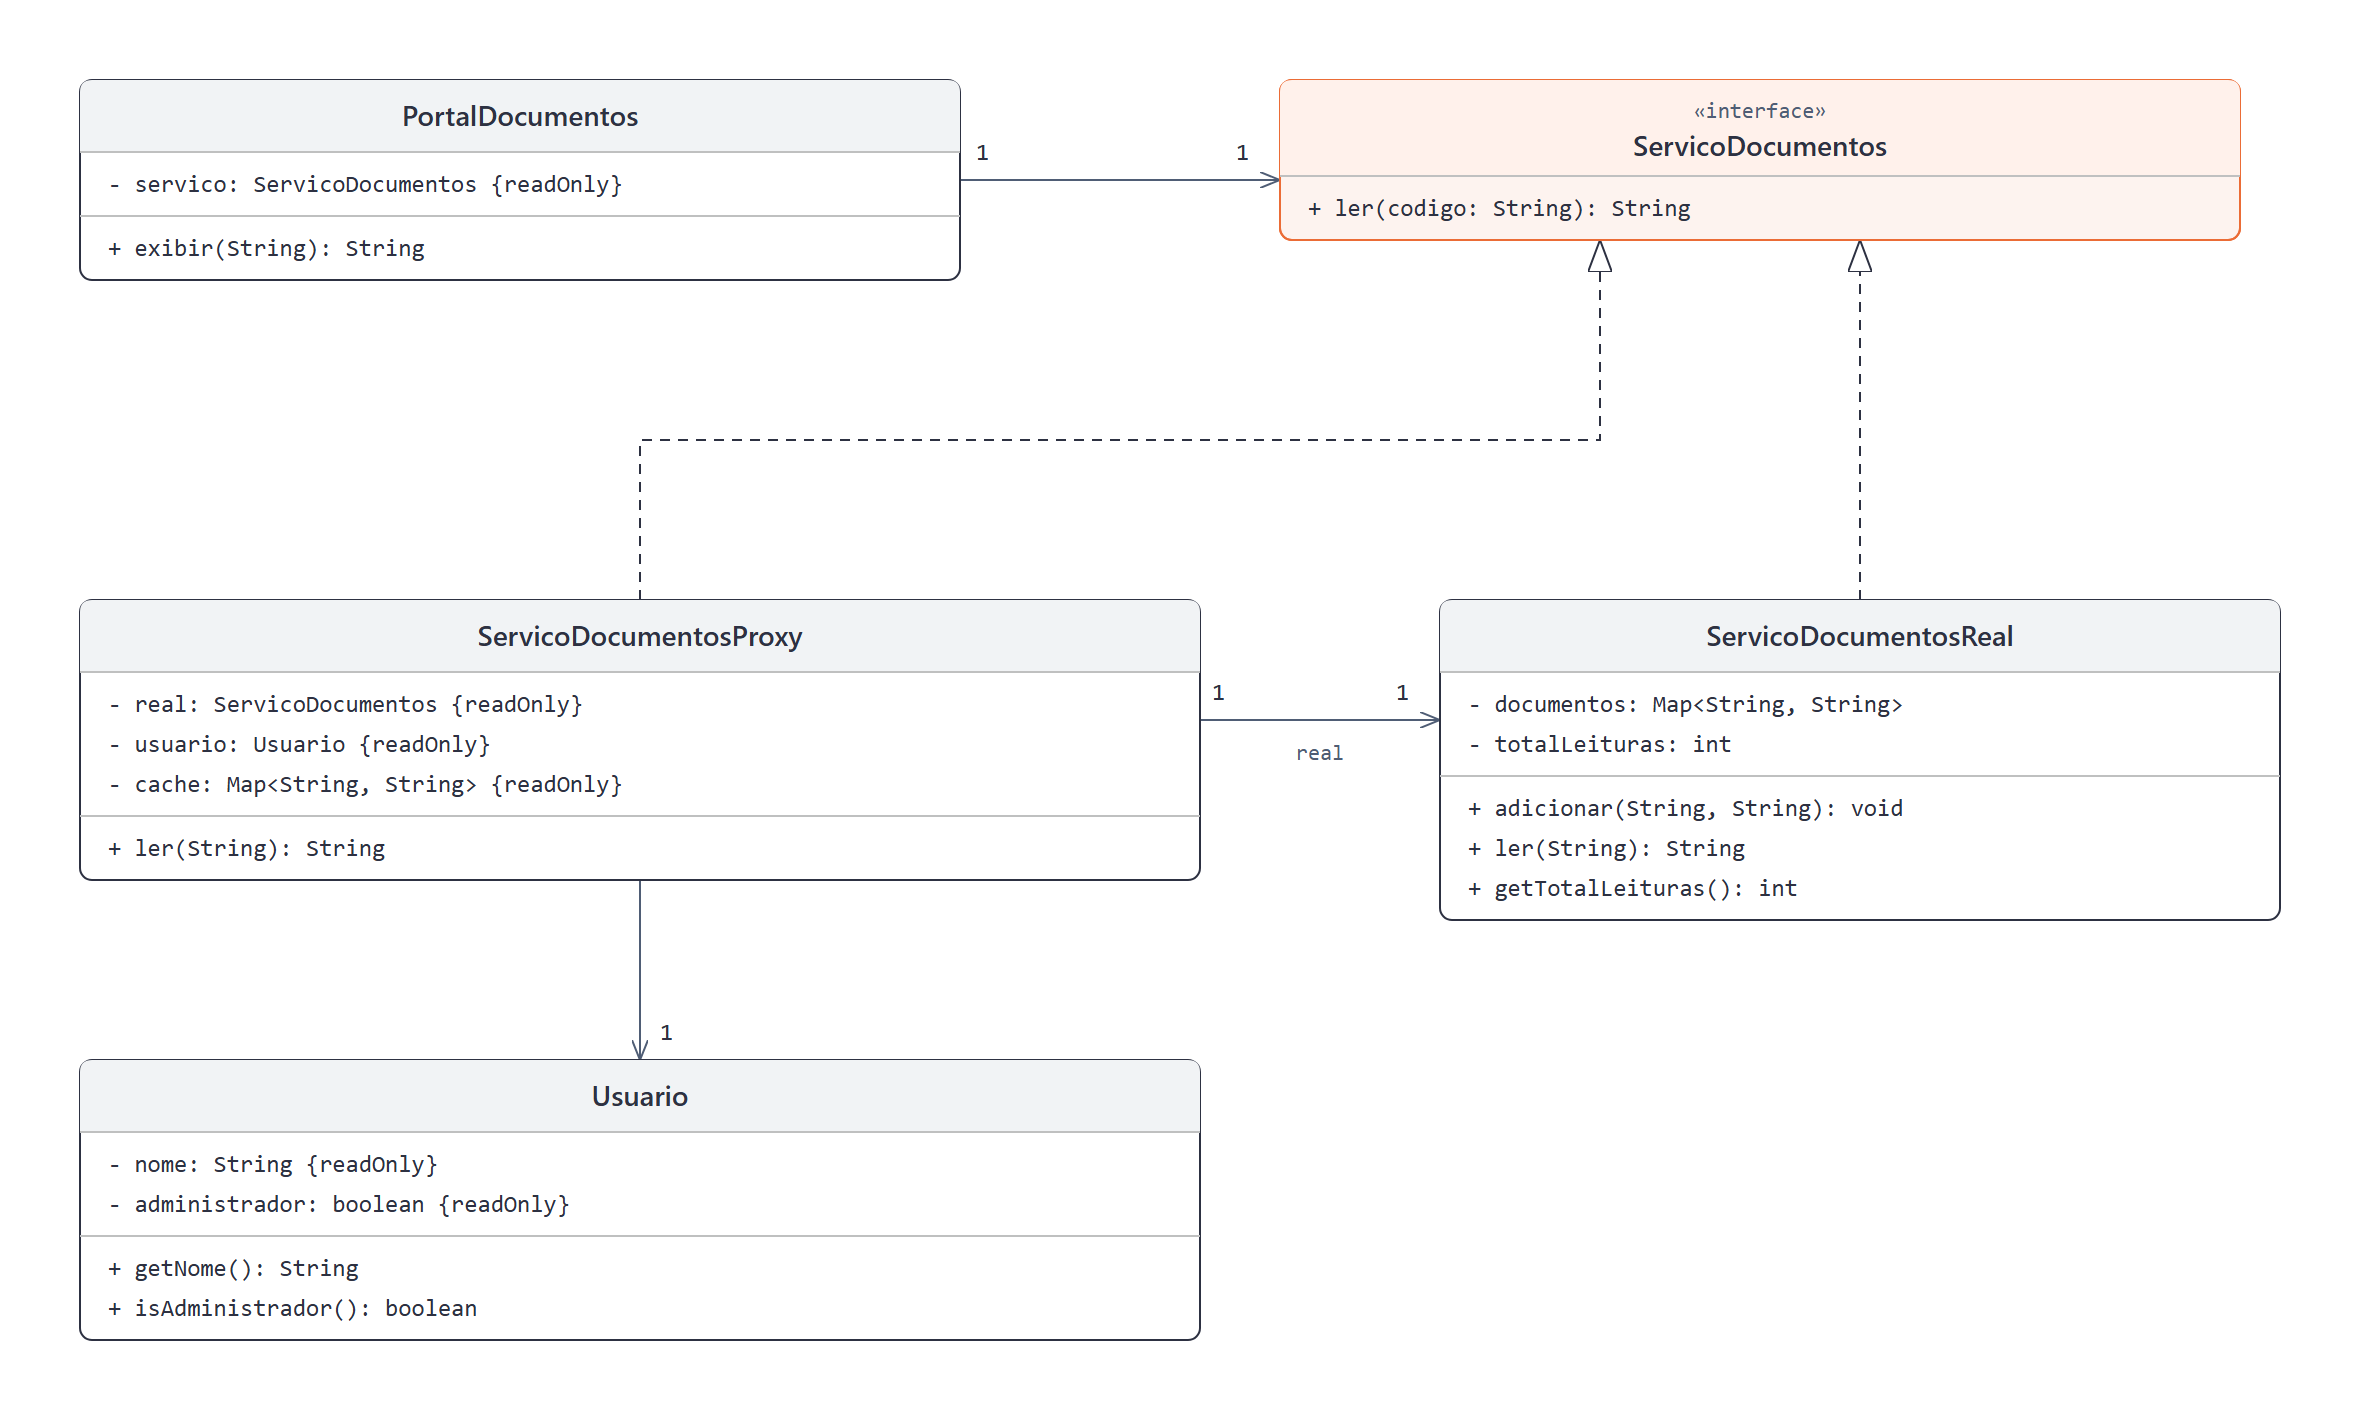 PortalDocumentos
- servico: ServicoDocumentos {readOnly}
+ exibir(String): String
1
1
«interface»
ServicoDocumentos
+ ler(codigo: String): String
ServicoDocumentosProxy
- real: ServicoDocumentos {readOnly}
- usuario: Usuario {readOnly}
- cache: Map<String, String> {readOnly}
+ ler(String): String
1
1
real
ServicoDocumentosReal
- documentos: Map<String, String>
- totalLeituras: int
+ adicionar(String, String): void
+ ler(String): String
+ getTotalLeituras(): int
1
Usuario
- nome: String {readOnly}
- administrador: boolean {readOnly}
+ getNome(): String
+ isAdministrador(): boolean